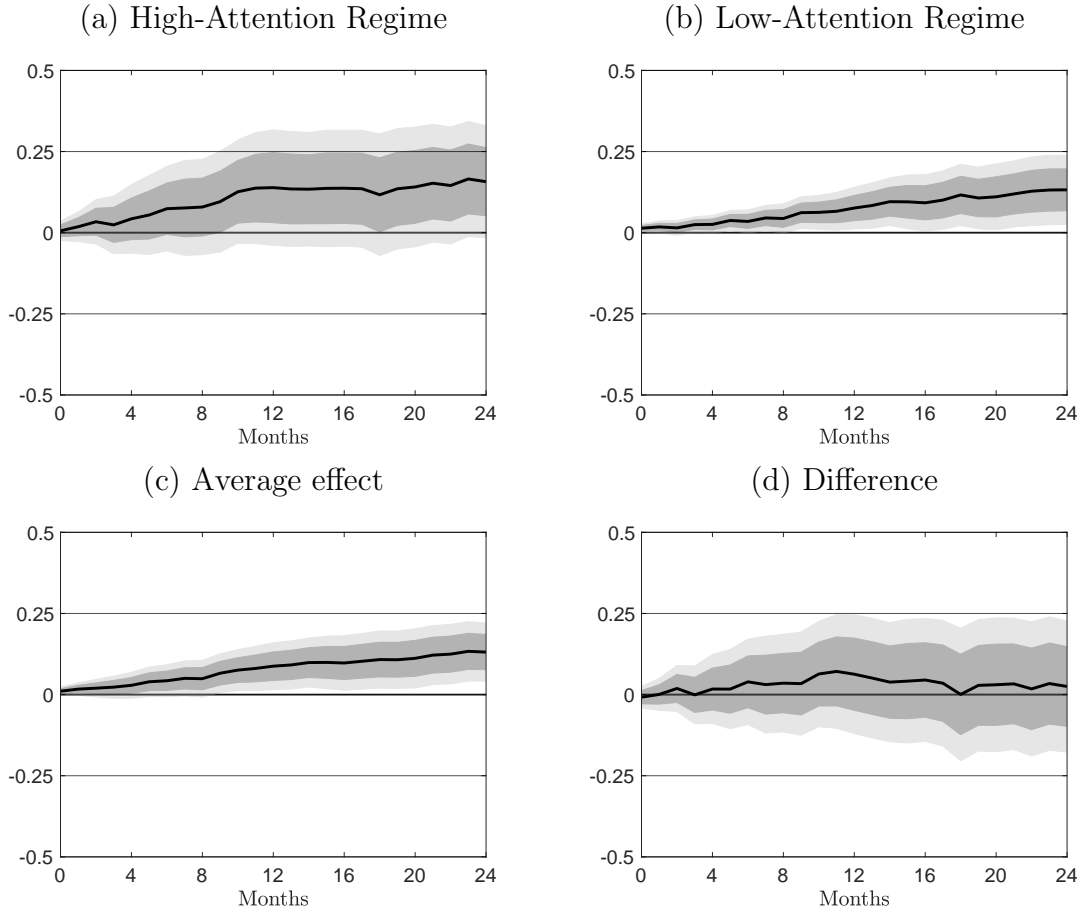 (a) High-Attention Regime
0.5
0.25
0
-0.25
-0.5
0 4 8 12 16 20 24
Months
(b) Low-Attention Regime
0.5
0.25
0
-0.25
-0.5
0 4 8 12 16 20 24
Months
(c) Average effect
0.5
0.25
0
-0.25
-0.5
0 4 8 12 16 20 24
Months
(d) Difference
0.5
0.25
0
-0.25
-0.5
0 4 8 12 16 20 24
Months